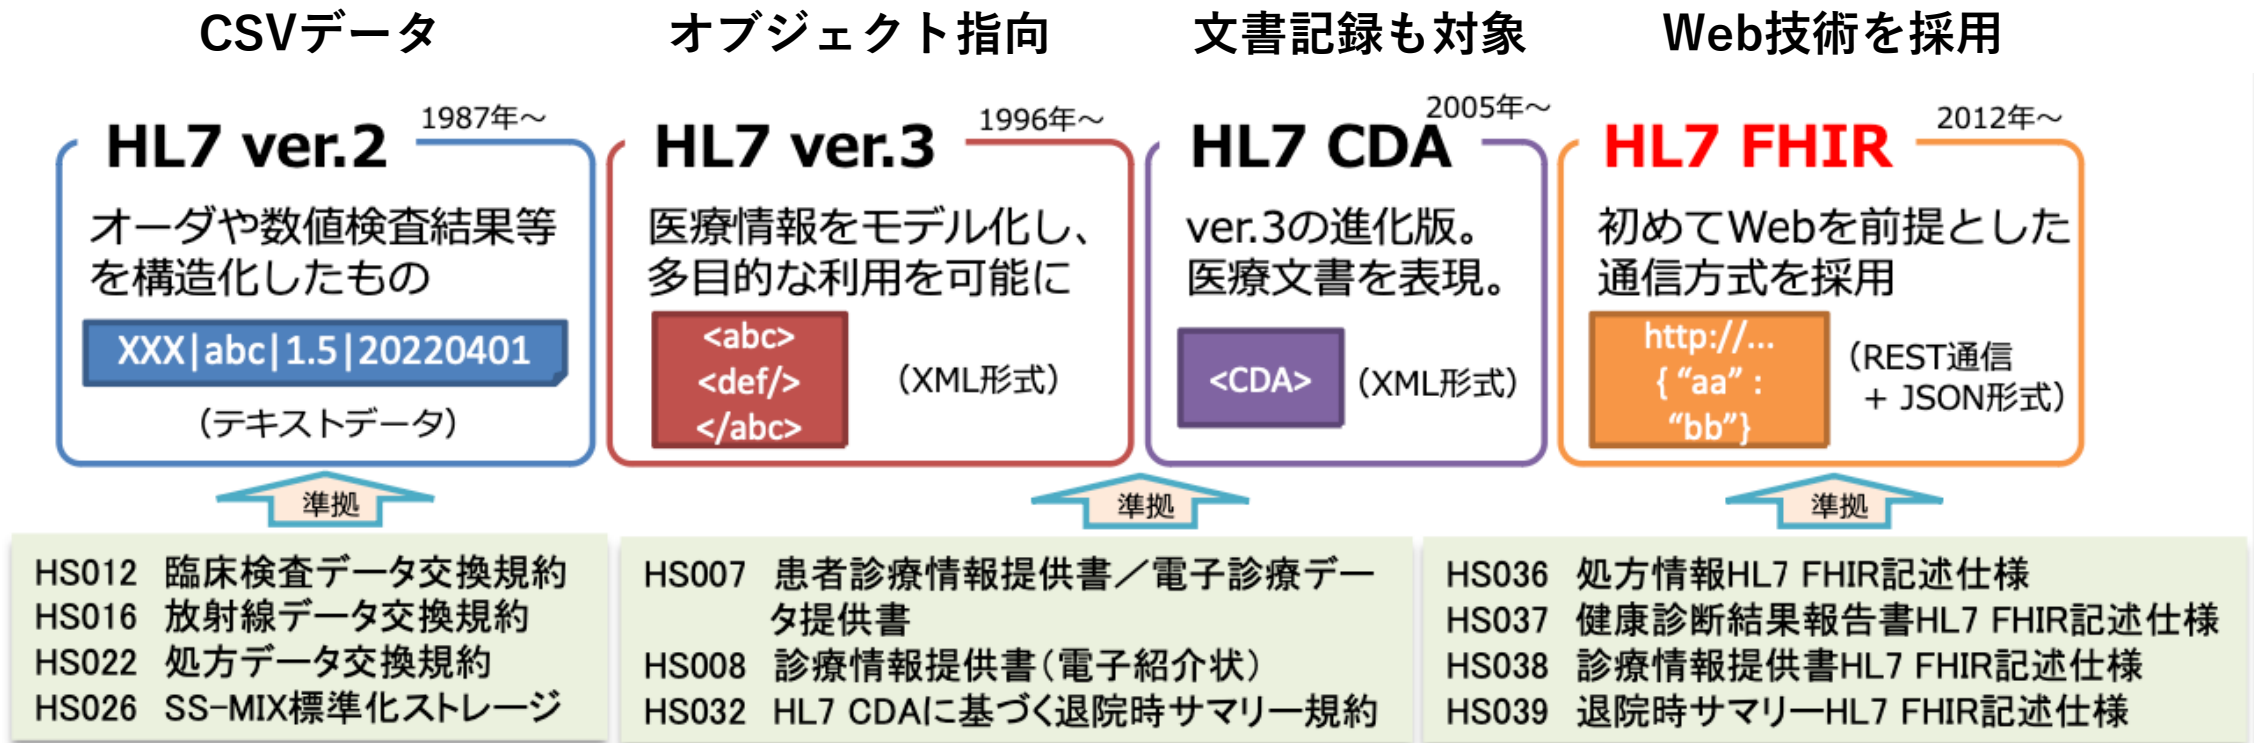 CSVデータ
オブジェクト指向
文書記録も対象
Web技術を採用
HL7 ver.2
1987年～
オーダや数値検査結果等
を構造化したもの
XXX|abc|1.5|20220401
（テキストデータ）
HL7 ver.3
1996年～
医療情報をモデル化し、
多目的な利用を可能に
<abc>
<def/>
</abc>
（XML形式）
HL7 CDA
2005年～
ver.3の進化版。
医療文書を表現。
<CDA>
（XML形式）
HL7 FHIR
2012年～
初めてWebを前提とした
通信方式を採用
http://...
{ “aa” :
“bb”}
（REST通信
+ JSON形式）
準拠
準拠
準拠
HS012 臨床検査データ交換規約
HS016 放射線データ交換規約
HS022 処方データ交換規約
HS026 SS-MIX標準化ストレージ
HS007 患者診療情報提供書／電子診療デー
タ提供書
HS008 診療情報提供書（電子紹介状）
HS032 HL7 CDAに基づく退院時サマリー規約
HS036 処方情報HL7 FHIR記述仕様
HS037 健康診断結果報告書HL7 FHIR記述仕様
HS038 診療情報提供書HL7 FHIR記述仕様
HS039 退院時サマリーHL7 FHIR記述仕様